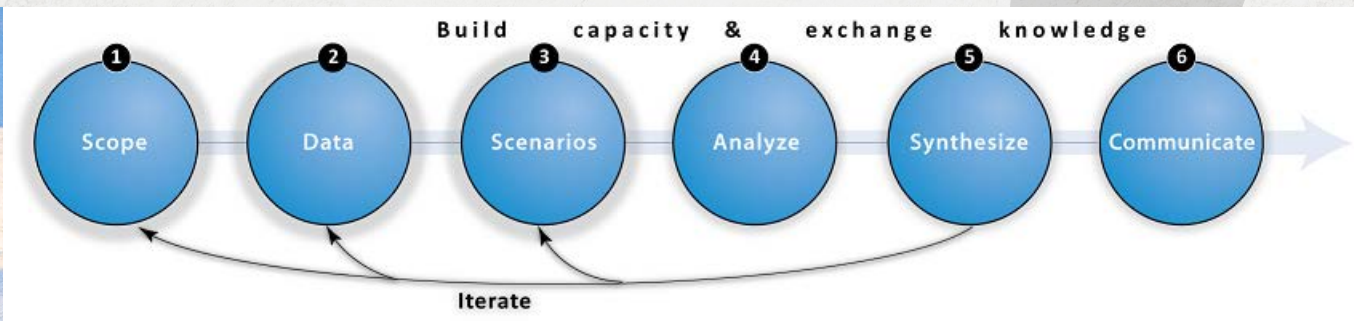 Build capacity & exchange knowledge
1 2 3 4 5 6
Scope Data Scenarios Analyze Synthesize Communicate
Iterate